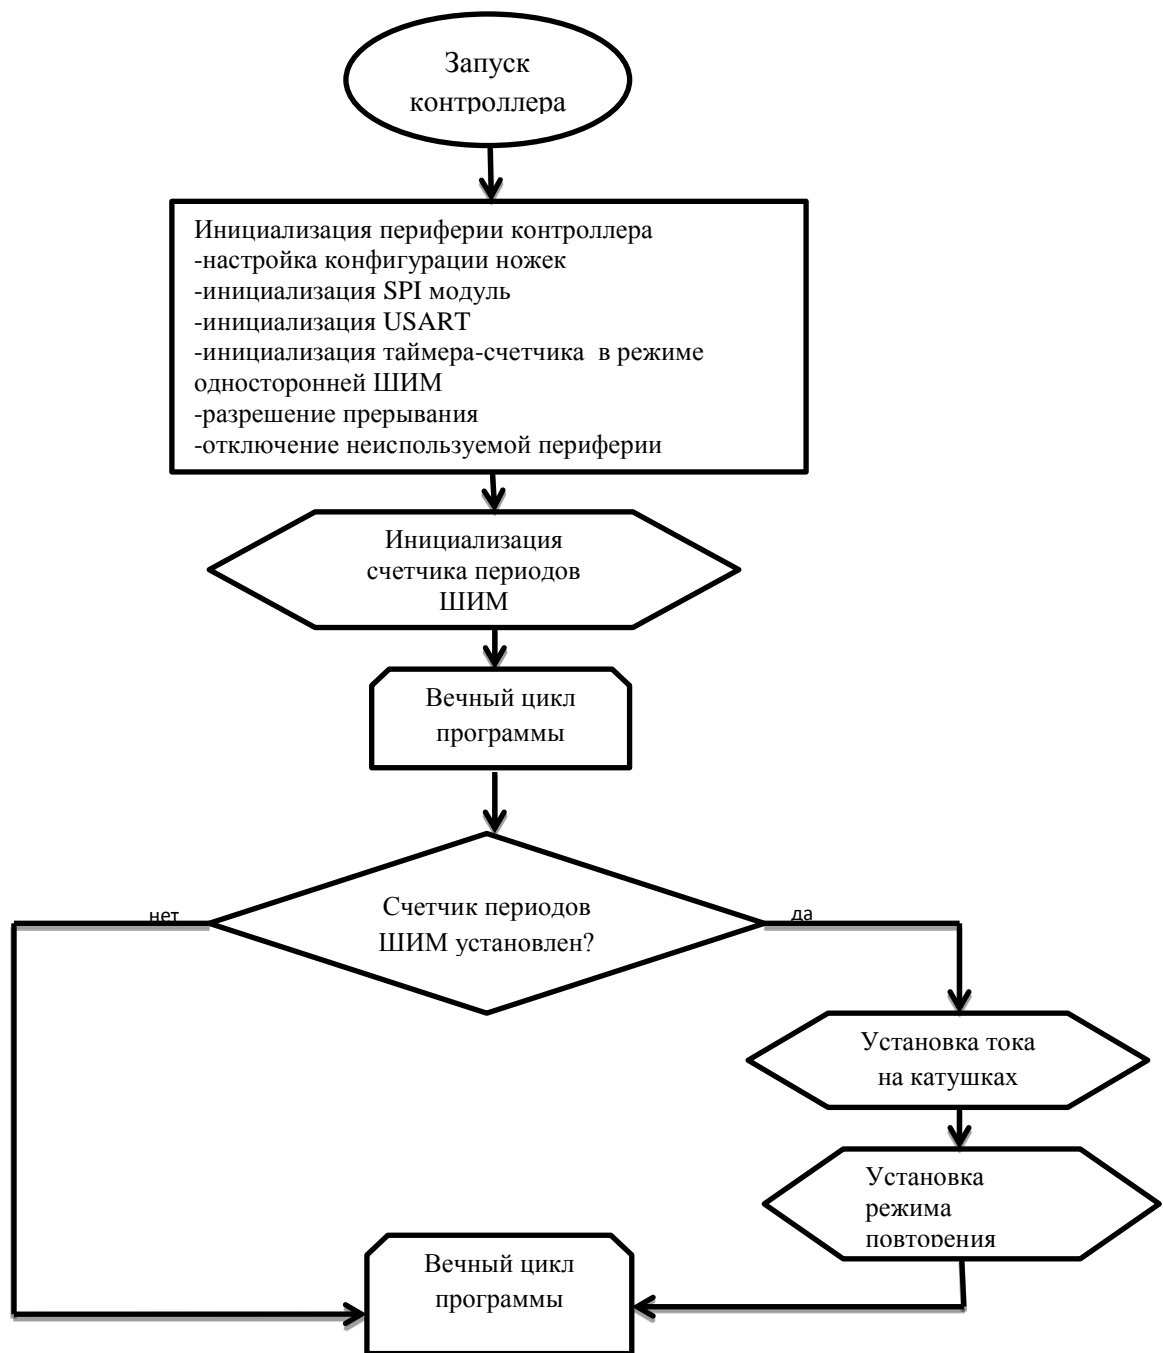 Запуск
контроллера
Инициализация периферии контроллера
-настройка конфигурации ножек
-инициализация SPI модуль
-инициализация USART
-инициализация таймера-счетчика в режиме
односторонней ШИМ
-разрешение прерывания
-отключение неиспользуемой периферии
Инициализация
счетчика периодов
ШИМ
Вечный цикл
программы
Счетчик периодов
ШИМ установлен?
нет
да
Установка тока
на катушках
Установка
режима
повторения
Вечный цикл
программы